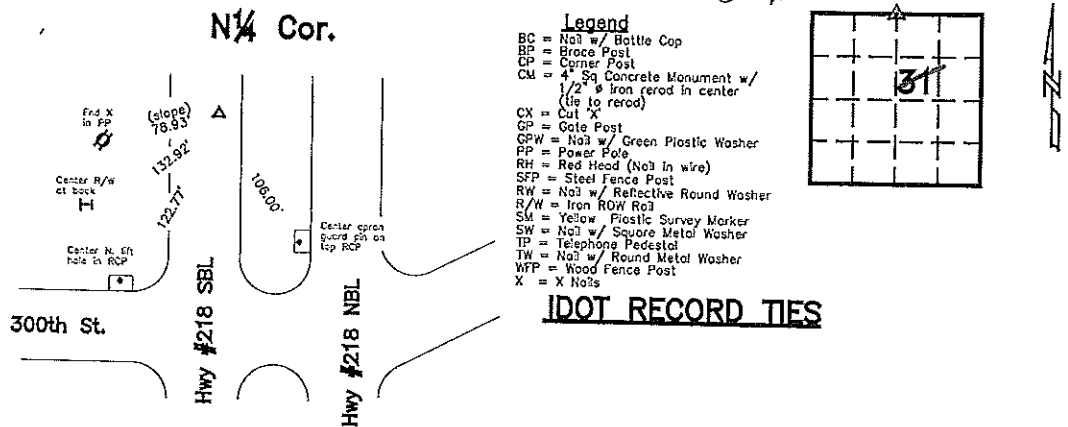 N¼ Cor.
Fnd X
in PP
(slope)
78.93'
132.92'
Center R/W
at back
122.77'
106.00'
Center N. lift
hole in RCP
Center apron
guard pin on
top RCP
300th St.
Hwy #218 SBL
Hwy #218 NBL
Legend
BC = Nail w/ Bottle Cap
BP = Brace Post
CP = Corner Post
CM = 4" Sq Concrete Monument w/
1/2" ø iron rerod in center
(tie to rerod)
CX = Cut 'X'
GP = Gate Post
GPW = Nail w/ Green Plastic Washer
PP = Power Pole
RH = Red Head (Nail in wire)
SFP = Steel Fence Post
RW = Nail w/ Reflective Round Washer
R/W = Iron ROW Rail
SM = Yellow Plastic Survey Marker
SW = Nail w/ Square Metal Washer
TP = Telephone Pedestal
TW = Nail w/ Round Metal Washer
WFP = Wood Fence Post
X = X Nails
IDOT RECORD TIES
31
N